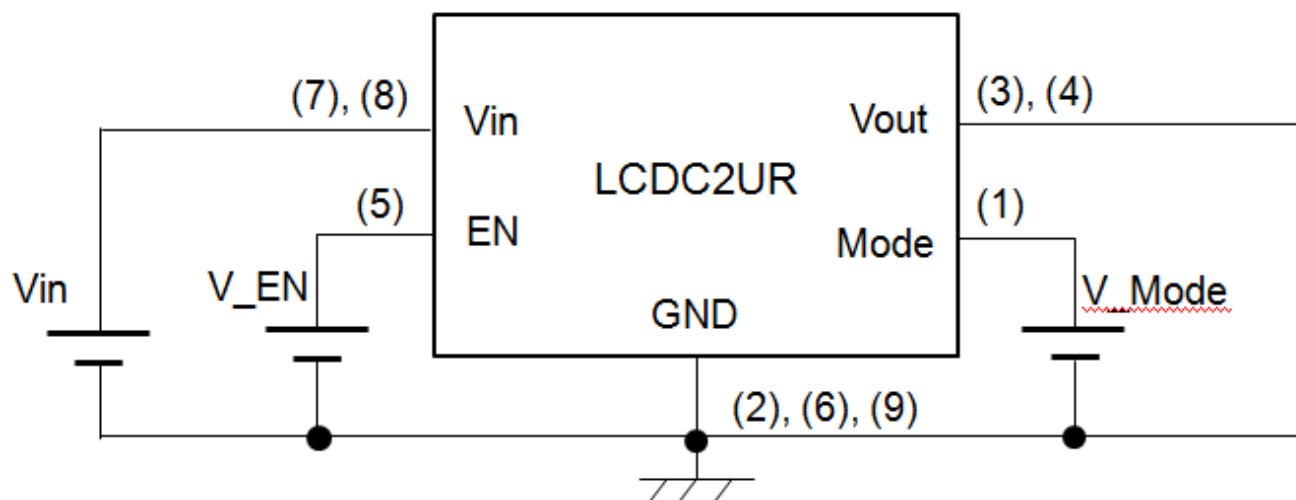 (7), (8)
Vin
Vout
(3), (4)
LCDC2UR
(5)
EN
Mode
(1)
Vin
V_EN
GND
V_Mode
(2), (6), (9)